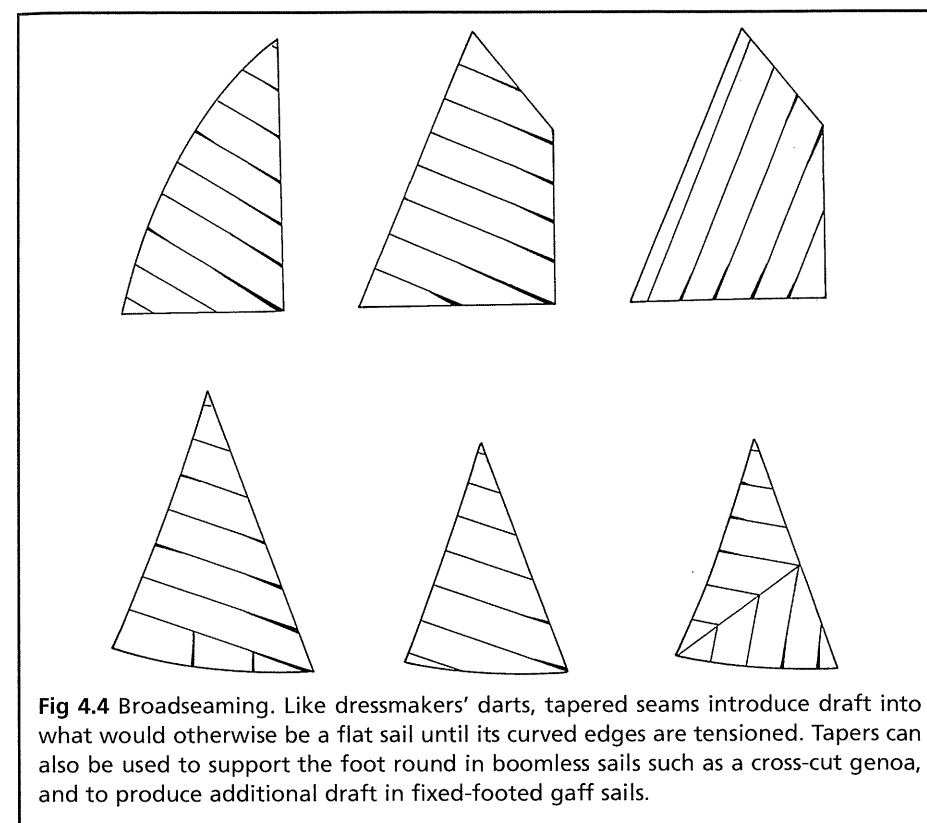 Fig 4.4 Broadseaming. Like dressmakers’ darts, tapered seams introduce draft into
what would otherwise be a flat sail until its curved edges are tensioned. Tapers can
also be used to support the foot round in boomless sails such as a cross-cut genoa,
and to produce additional draft in fixed-footed gaff sails.